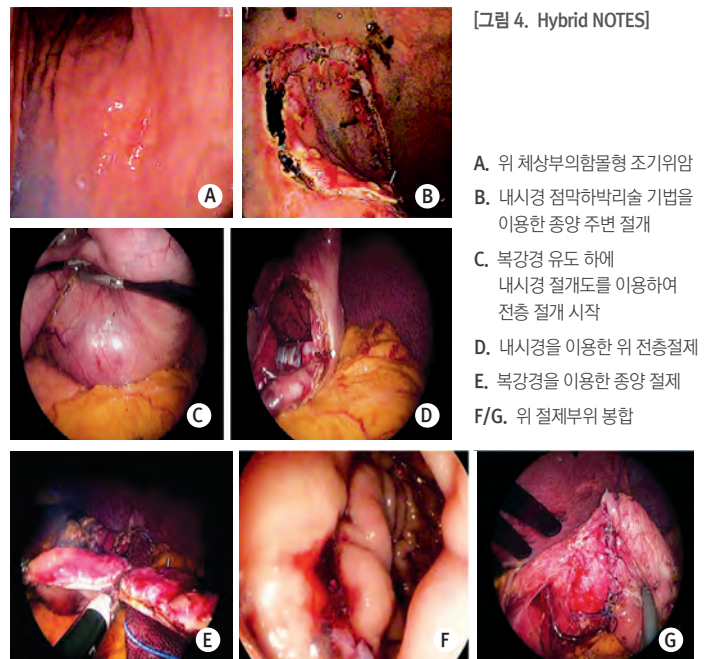 [그림 4. Hybrid NOTES]
A. 위 체상부의함몰형 조기위암
B. 내시경 점막하박리술 기법을
이용한 종양 주변 절개
C. 복강경 유도 하에
내시경 절개도를 이용하여
전층 절개 시작
D. 내시경을 이용한 위 전층절제
E. 복강경을 이용한 종양 절제
F/G. 위 절제부위 봉합
A
B
C
D
E
F
G